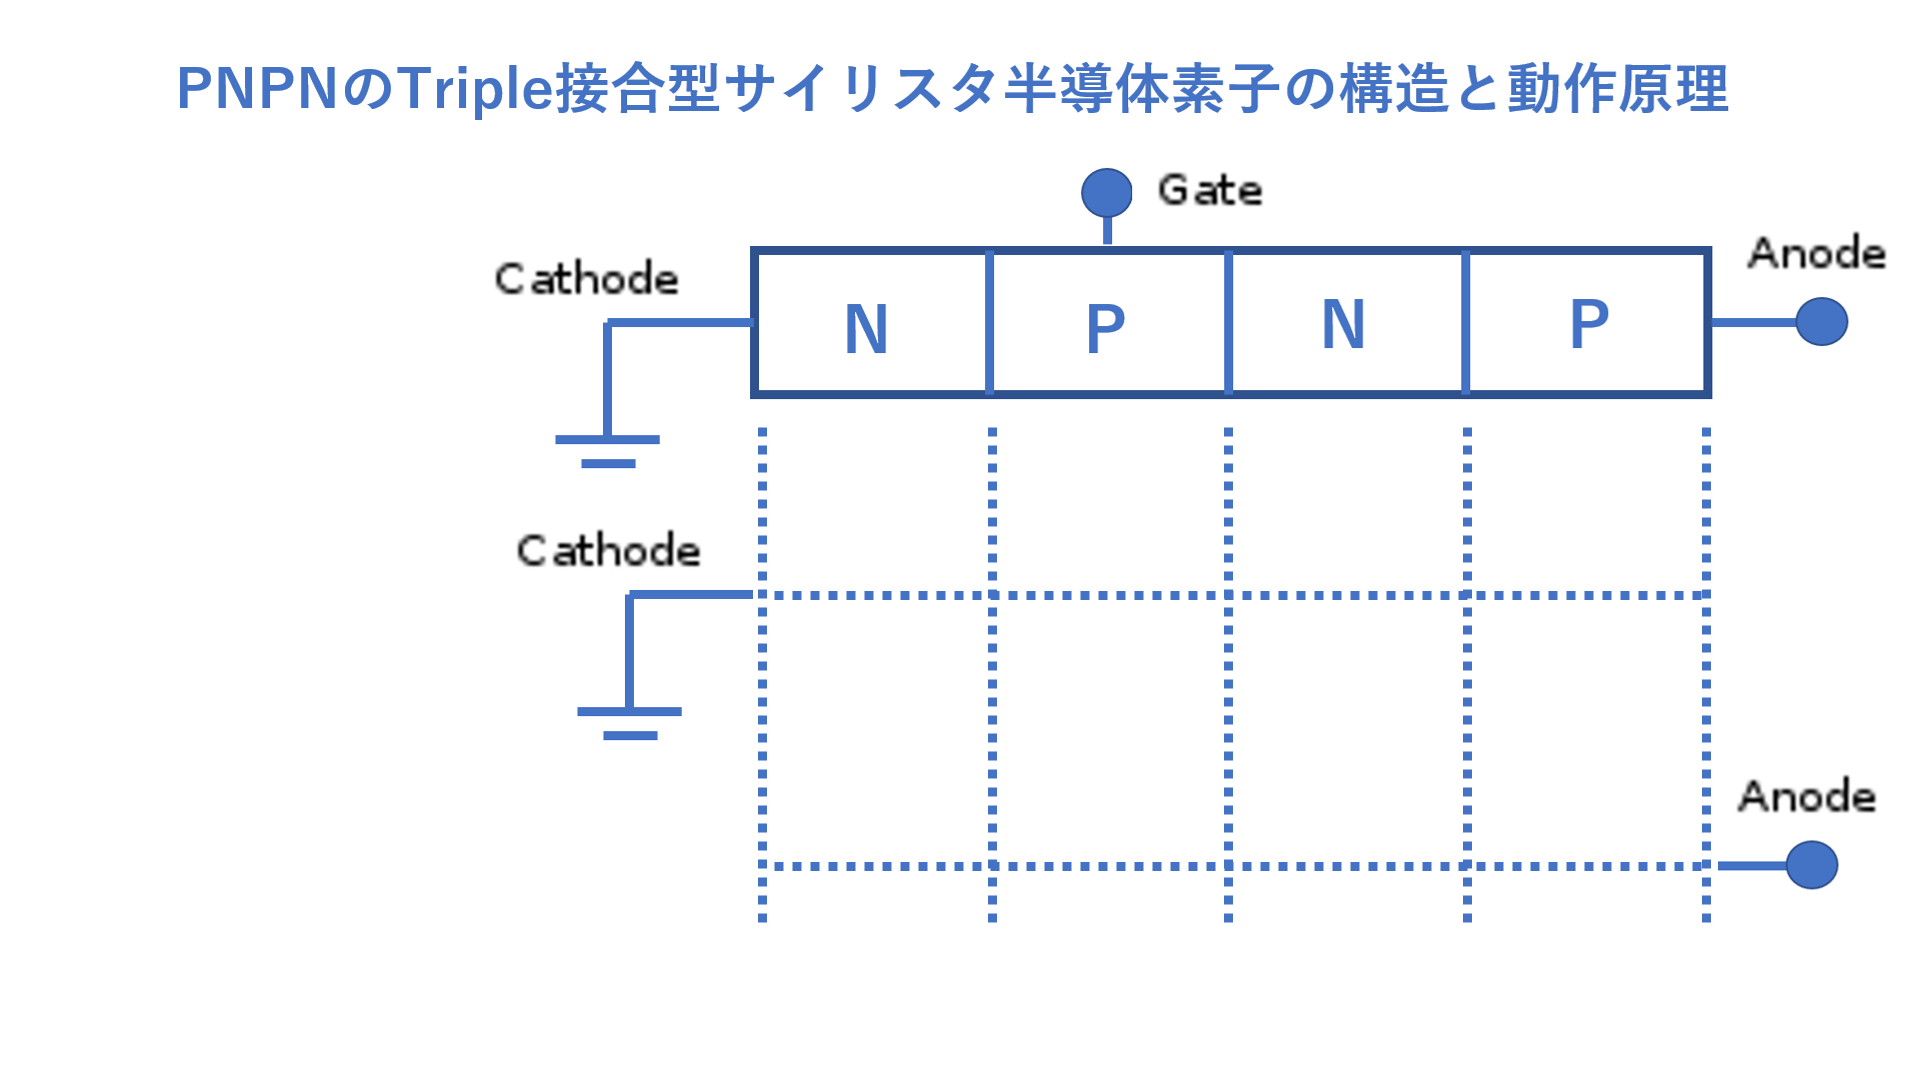 PNPNのTriple接合型サイリスタ半導体素子の構造と動作原理
Gate
Cathode
Anode
N P N P
Cathode
Anode